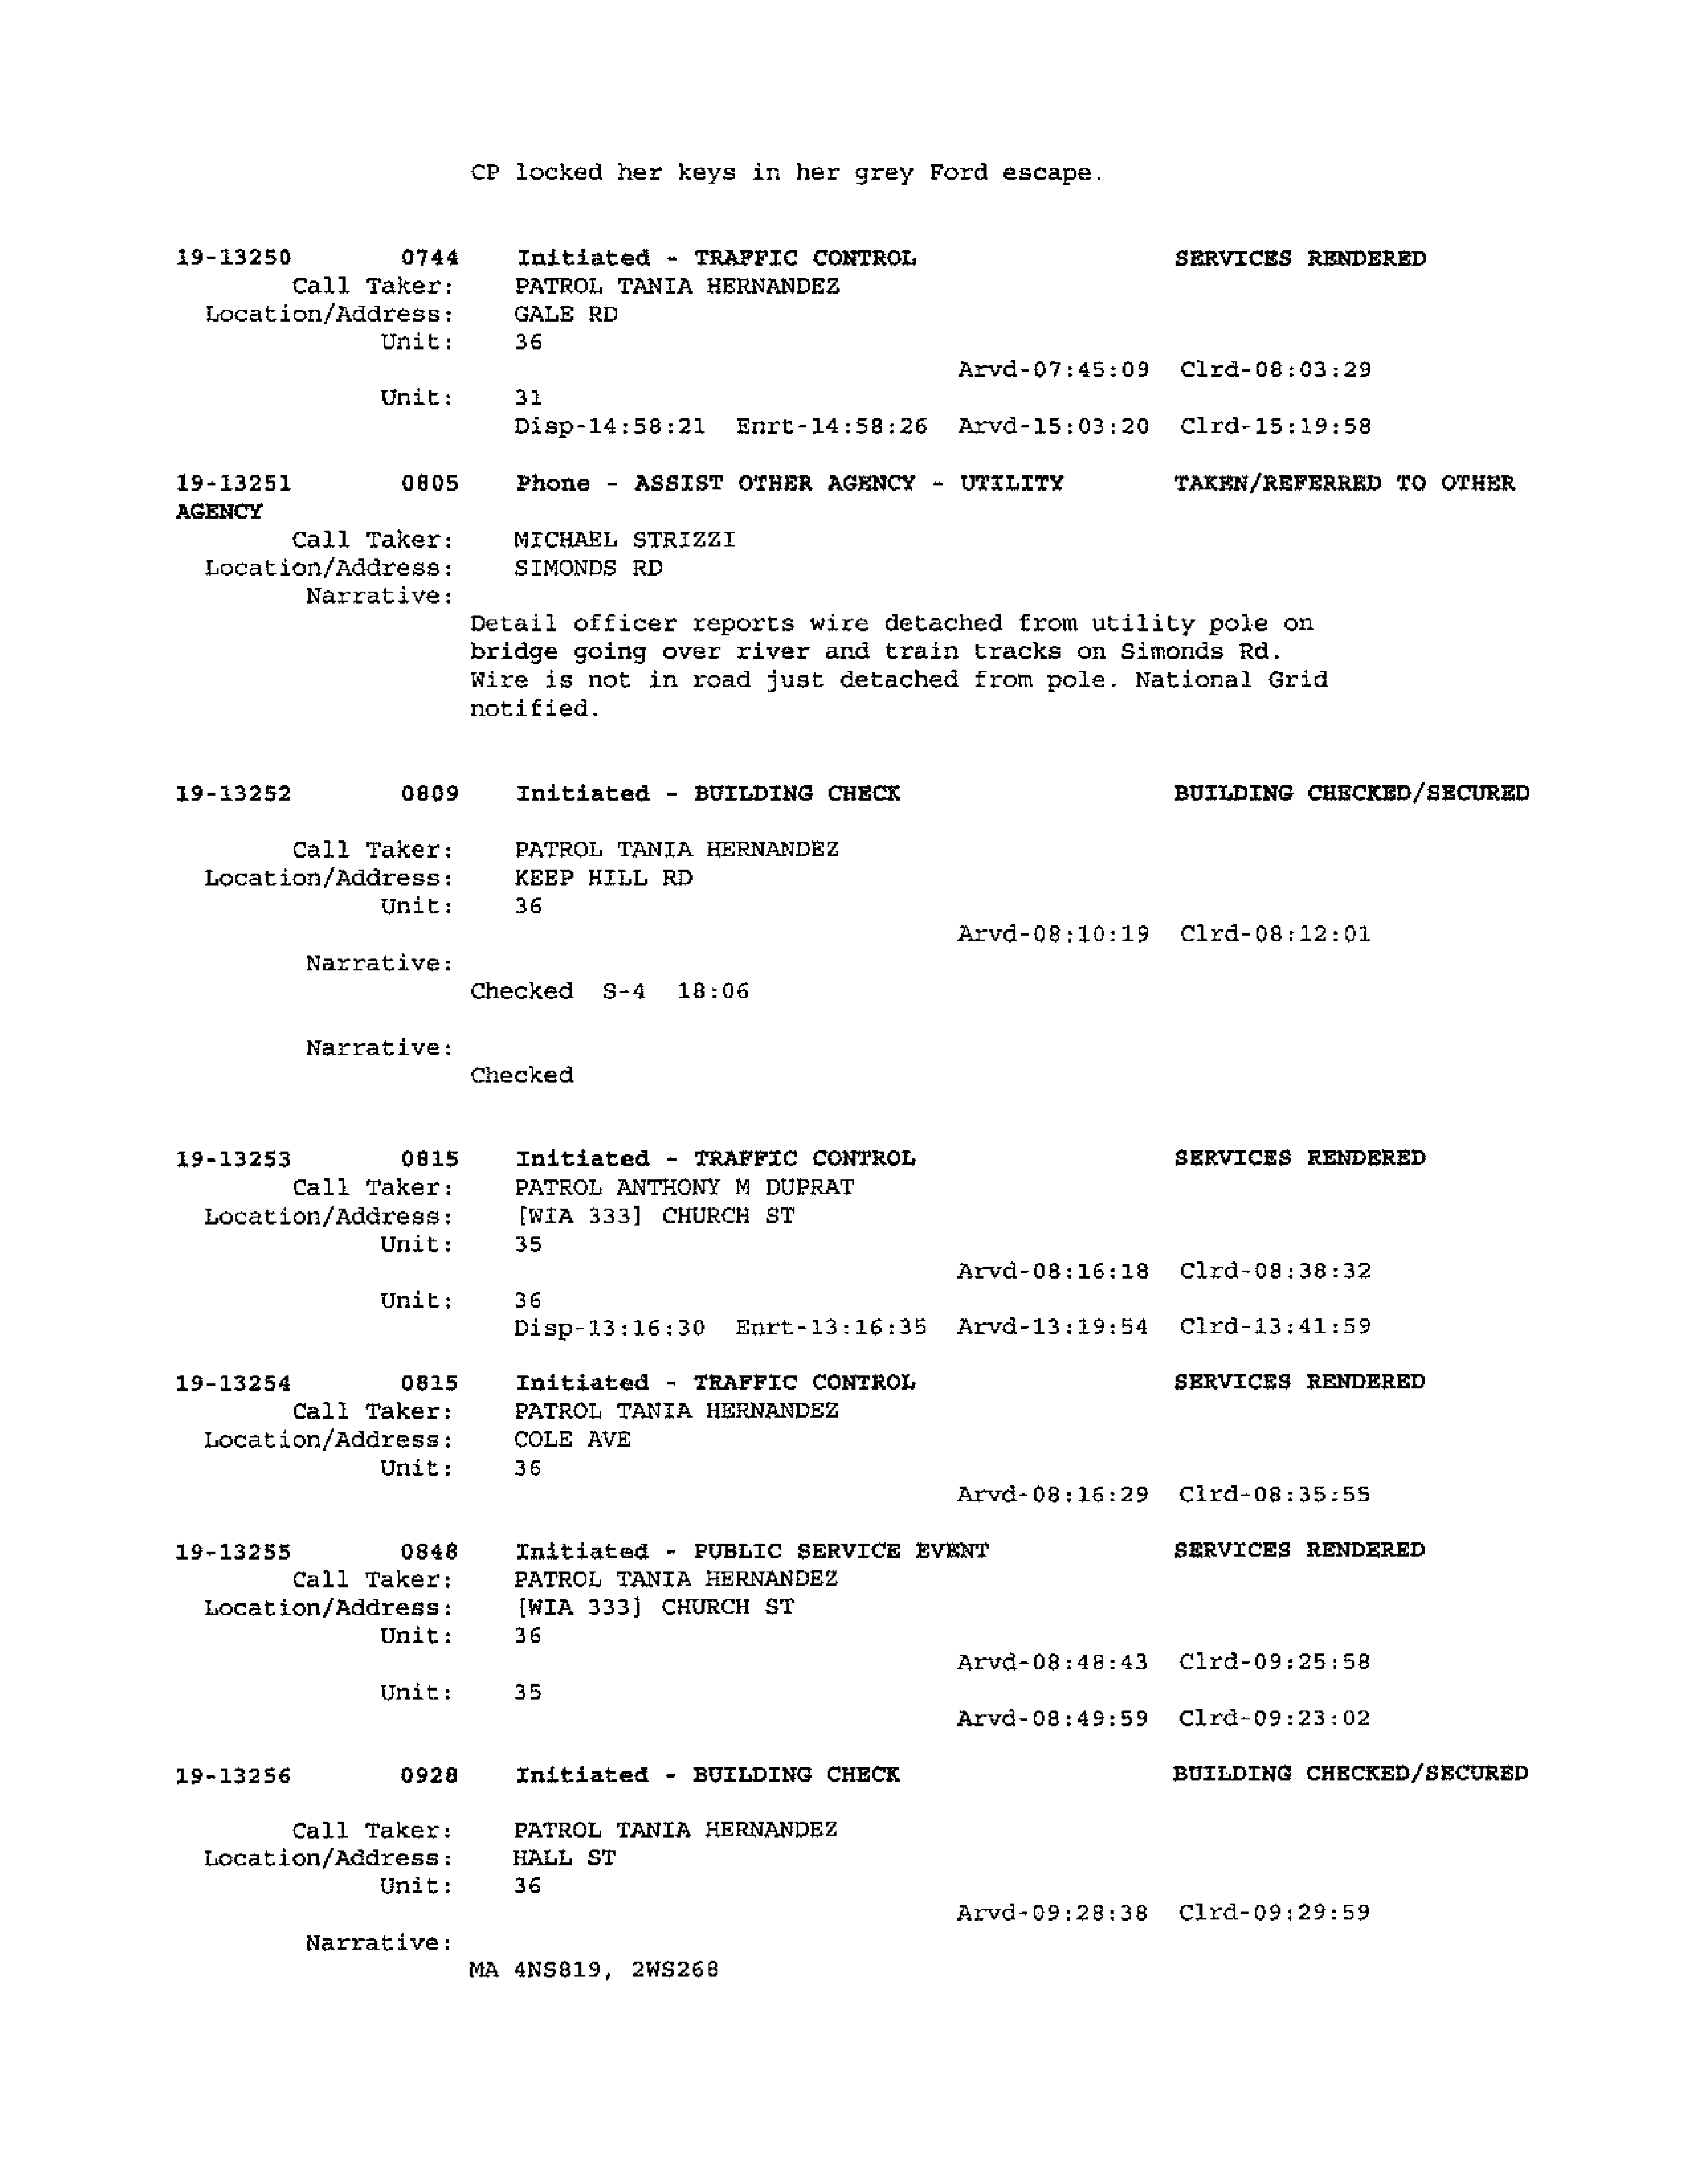 CP locked her keys in her grey Ford escape.
19-13250 0744 Initiated - TRAFFIC CONTROL SERVICES RENDERED
Call Taker: PATROL TANIA HERNANDEZ
Location/Address: GALE RD
Unit: 36
Arvd-07:45:09 Clrd-08:03:29
Unit: 31
Disp-14:58:21 Enrt-14:58:26 Arvd-15:03:20 Clrd-15:19:58
19-13251 0805 Phone - ASSIST OTHER AGENCY - UTILITY TAKEN/REFERRED TO OTHER
AGENCY
Call Taker: MICHAEL STRIZZI
Location/Address: SIMONDS RD
Narrative:
Detail officer reports wire detached from utility pole on
bridge going over river and train tracks on Simonds Rd.
Wire is not in road just detached from pole. National Grid
notified.
19-13252 0809 Initiated - BUILDING CHECK BUILDING CHECKED/SECURED
Call Taker: PATROL TANIA HERNANDEZ
Location/Address: KEEP HILL RD
Unit: 36
Arvd-08:10:19 Clrd-08:12:01
Narrative:
Checked S-4 18:06
Narrative:
Checked
19-13253 0815 Initiated - TRAFFIC CONTROL SERVICES RENDERED
Call Taker: PATROL ANTHONY M DUPRAT
Location/Address: [WIA 333] CHURCH ST
Unit: 35
Arvd-08:16:18 Clrd-08:38:32
Unit: 36
Disp-13:16:30 Enrt-13:16:35 Arvd-13:19:54 Clrd-13:41:59
19-13254 0815 Initiated - TRAFFIC CONTROL SERVICES RENDERED
Call Taker: PATROL TANIA HERNANDEZ
Location/Address: COLE AVE
Unit: 36
Arvd-08:16:29 Clrd-08:35:55
19-13255 0848 Initiated - PUBLIC SERVICE EVENT SERVICES RENDERED
Call Taker: PATROL TANIA HERNANDEZ
Location/Address: [WIA 333] CHURCH ST
Unit: 36
Arvd-08:48:43 Clrd-09:25:58
Unit: 35
Arvd-08:49:59 Clrd-09:23:02
19-13256 0928 Initiated - BUILDING CHECK BUILDING CHECKED/SECURED
Call Taker: PATROL TANIA HERNANDEZ
Location/Address: HALL ST
Unit: 36
Arvd-09:28:38 Clrd-09:29:59
Narrative:
MA 4NS819, 2WS268